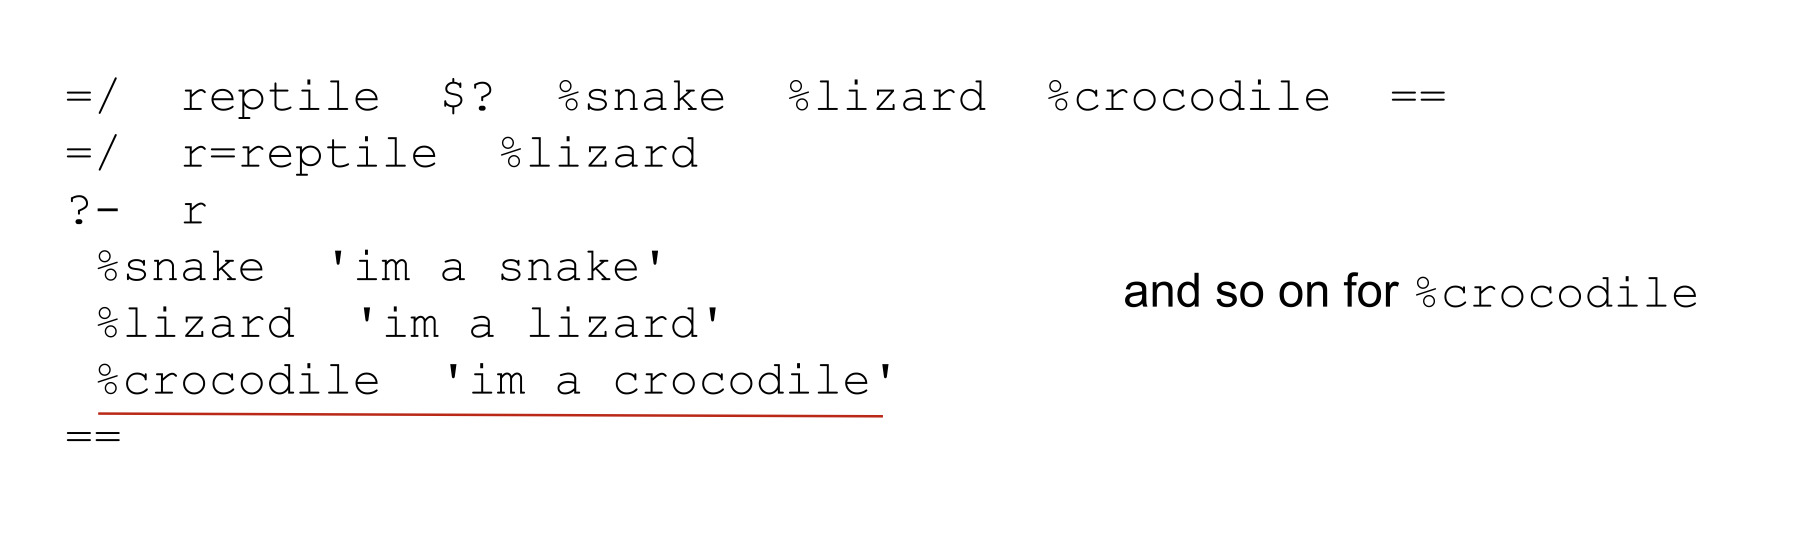 =/  reptile  $?  %snake  %lizard  %crocodile  ==
=/  r=reptile  %lizard
?-  r
 %snake  'im a snake'
 %lizard  'im a lizard'
 %crocodile  'im a crocodile'
==
and so on for %crocodile